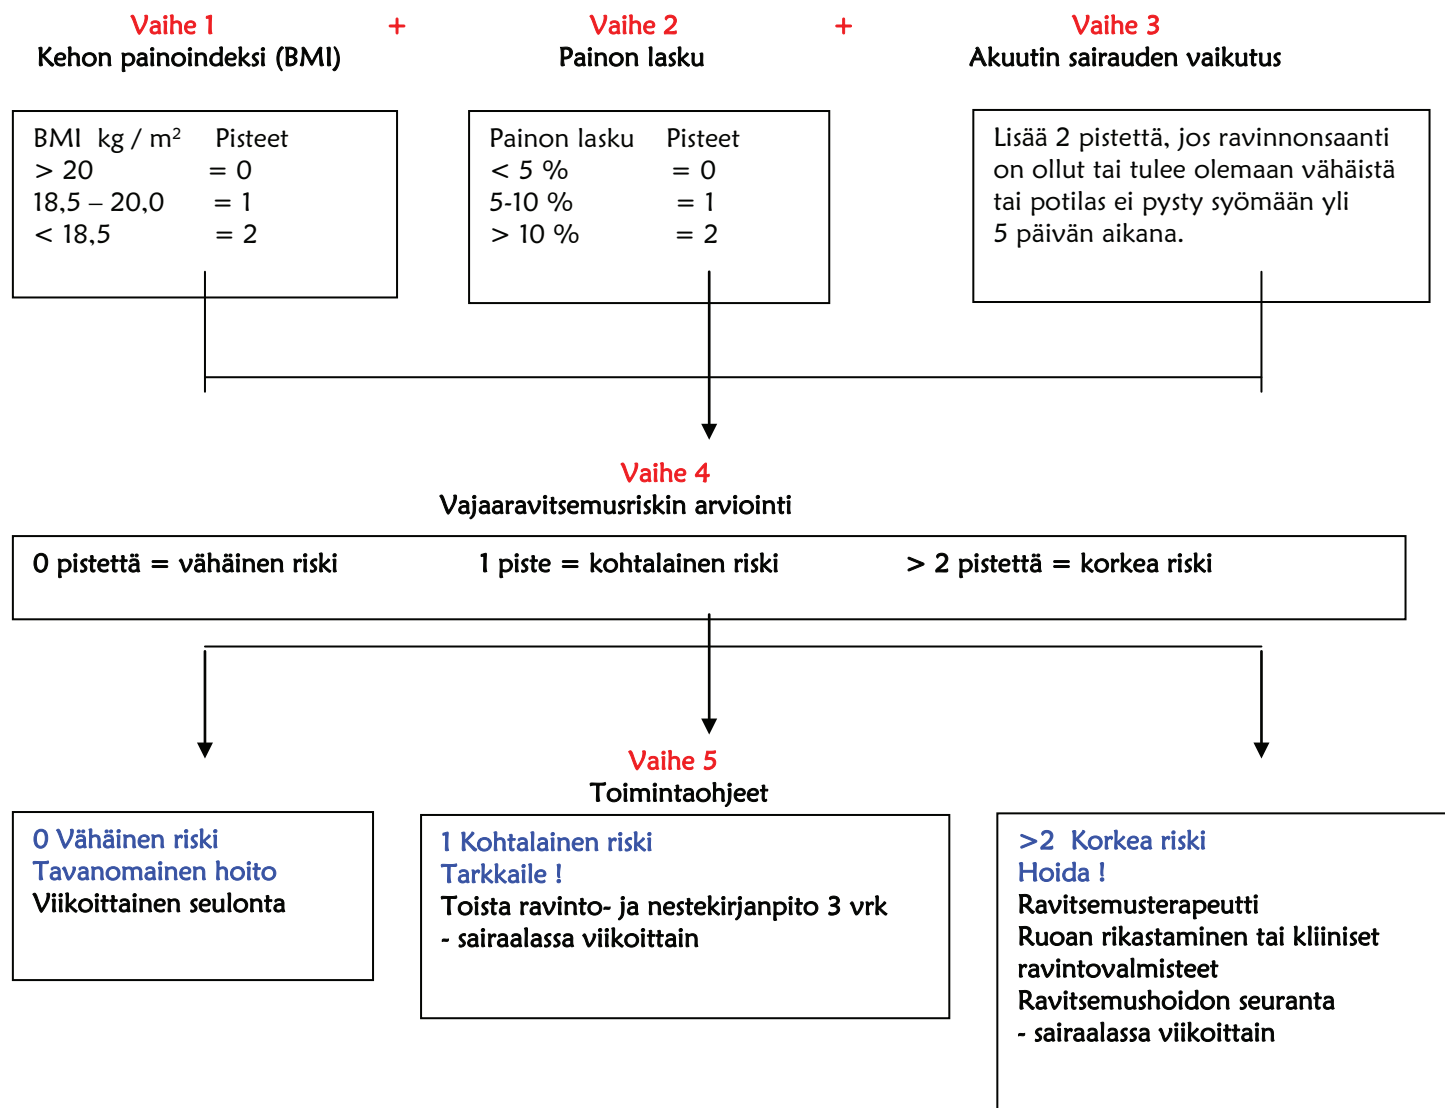 Vaihe 1 + Vaihe 2 + Vaihe 3
Kehon painoindeksi (BMI) Painon lasku Akuutin sairauden vaikutus
BMI kg / m² Pisteet
> 20 = 0
18,5 – 20,0 = 1
< 18,5 = 2
Painon lasku Pisteet
< 5 % = 0
5-10 % = 1
> 10 % = 2
Lisää 2 pistettä, jos ravinnonsaanti
on ollut tai tulee olemaan vähäistä
tai potilas ei pysty syömään yli
5 päivän aikana.
Vaihe 4
Vajaaravitsemusriskin arviointi
0 pistettä = vähäinen riski 1 piste = kohtalainen riski > 2 pistettä = korkea riski
Vaihe 5
Toimintaohjeet
0 Vähäinen riski
Tavanomainen hoito
Viikoittainen seulonta
1 Kohtalainen riski
Tarkkaile !
Toista ravinto- ja nestekirjanpito 3 vrk
- sairaalassa viikoittain
>2 Korkea riski
Hoida !
Ravitsemusterapeutti
Ruoan rikastaminen tai kliiniset
ravintovalmisteet
Ravitsemushoidon seuranta
- sairaalassa viikoittain